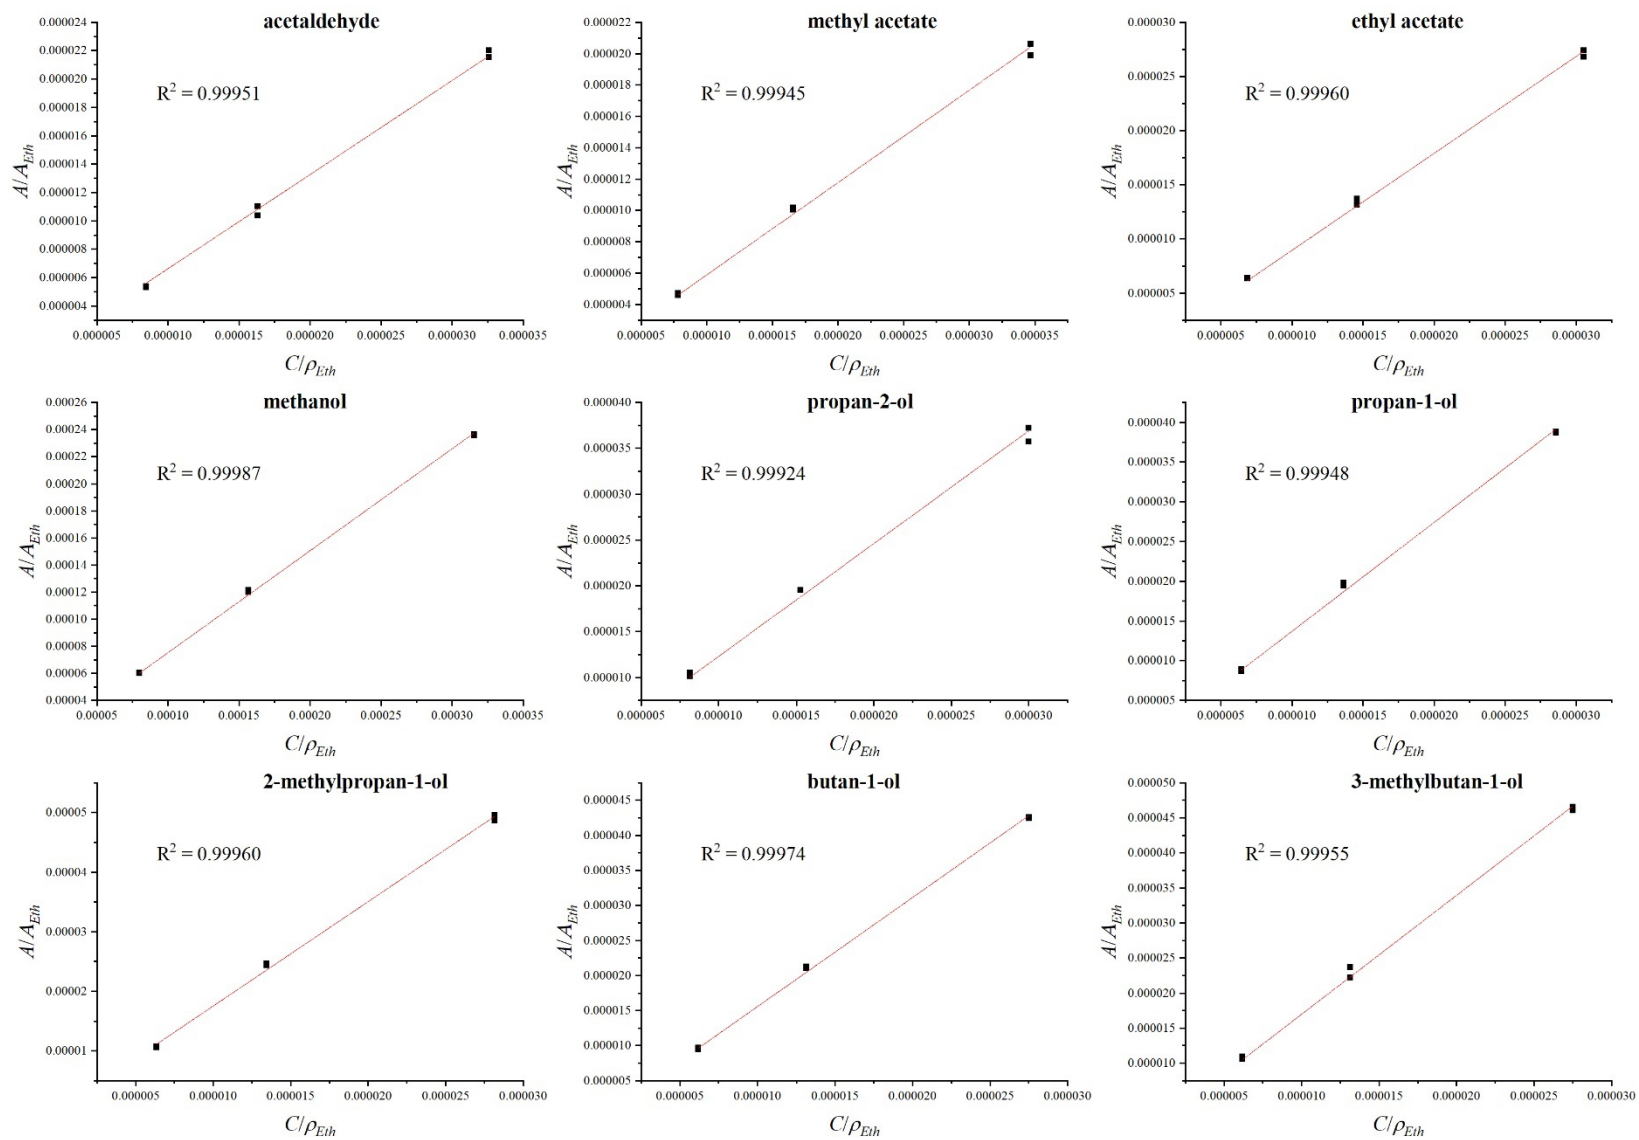 acetaldehyde
R² = 0.99951
A/A_Eth
0.000024
0.000022
0.000020
0.000018
0.000016
0.000014
0.000012
0.000010
0.000008
0.000006
0.000004
0.000005 0.000010 0.000015 0.000020 0.000025 0.000030 0.000035
C/ρ_Eth
methyl acetate
R² = 0.99945
A/A_Eth
0.000022
0.000020
0.000018
0.000016
0.000014
0.000012
0.000010
0.000008
0.000006
0.000004
0.000005 0.000010 0.000015 0.000020 0.000025 0.000030 0.000035
C/ρ_Eth
ethyl acetate
R² = 0.99960
A/A_Eth
0.000030
0.000025
0.000020
0.000015
0.000010
0.000005
0.000005 0.000010 0.000015 0.000020 0.000025 0.000030
C/ρ_Eth
methanol
R² = 0.99987
A/A_Eth
0.00026
0.00024
0.00022
0.00020
0.00018
0.00016
0.00014
0.00012
0.00010
0.00008
0.00006
0.00004
0.00005 0.00010 0.00015 0.00020 0.00025 0.00030 0.00035
C/ρ_Eth
propan-2-ol
R² = 0.99924
A/A_Eth
0.000040
0.000035
0.000030
0.000025
0.000020
0.000015
0.000010
0.000005 0.000010 0.000015 0.000020 0.000025 0.000030
C/ρ_Eth
propan-1-ol
R² = 0.99948
A/A_Eth
0.000040
0.000035
0.000030
0.000025
0.000020
0.000015
0.000010
0.000005
0.000005 0.000010 0.000015 0.000020 0.000025 0.000030
C/ρ_Eth
2-methylpropan-1-ol
R² = 0.99960
A/A_Eth
0.00005
0.00004
0.00003
0.00002
0.00001
0.000005 0.000010 0.000015 0.000020 0.000025 0.000030
C/ρ_Eth
butan-1-ol
R² = 0.99974
A/A_Eth
0.000045
0.000040
0.000035
0.000030
0.000025
0.000020
0.000015
0.000010
0.000005
0.000005 0.000010 0.000015 0.000020 0.000025 0.000030
C/ρ_Eth
3-methylbutan-1-ol
R² = 0.99955
A/A_Eth
0.000050
0.000045
0.000040
0.000035
0.000030
0.000025
0.000020
0.000015
0.000010
0.000005 0.000010 0.000015 0.000020 0.000025 0.000030
C/ρ_Eth